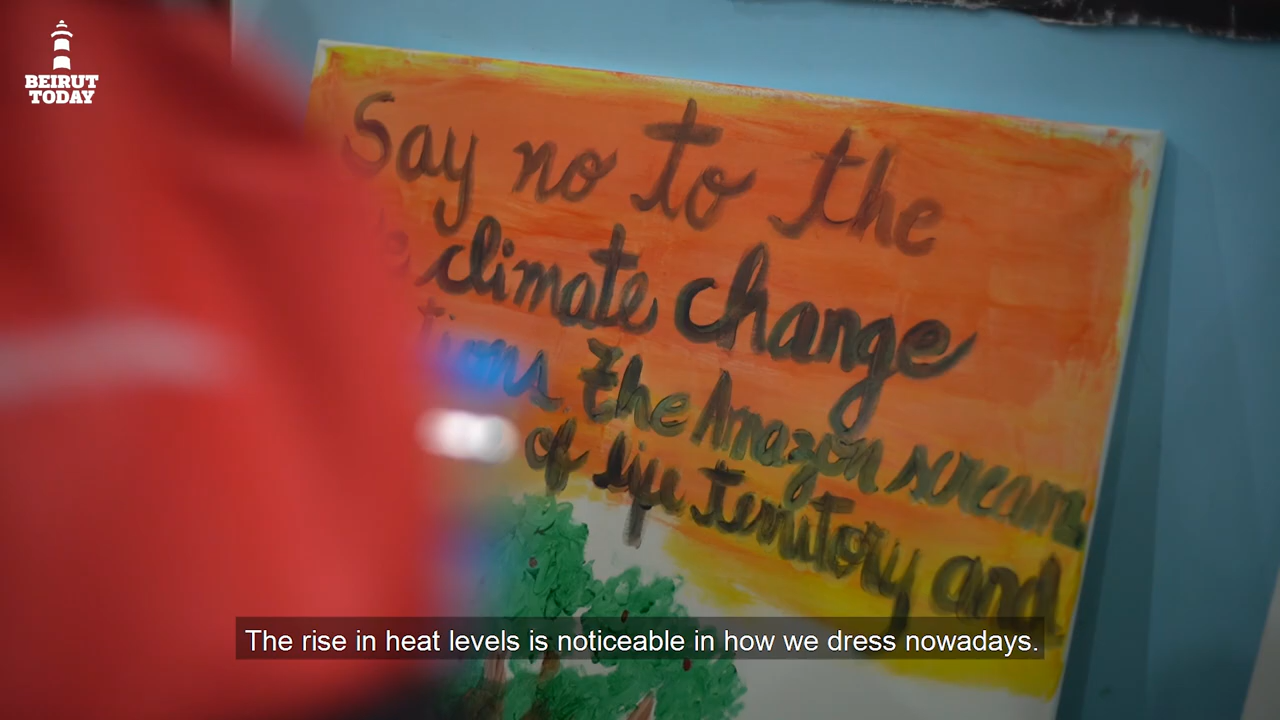 BEIRUT
TODAY
Say no to the
climate change
The Amazon scream
of life territory and
The rise in heat levels is noticeable in how we dress nowadays.